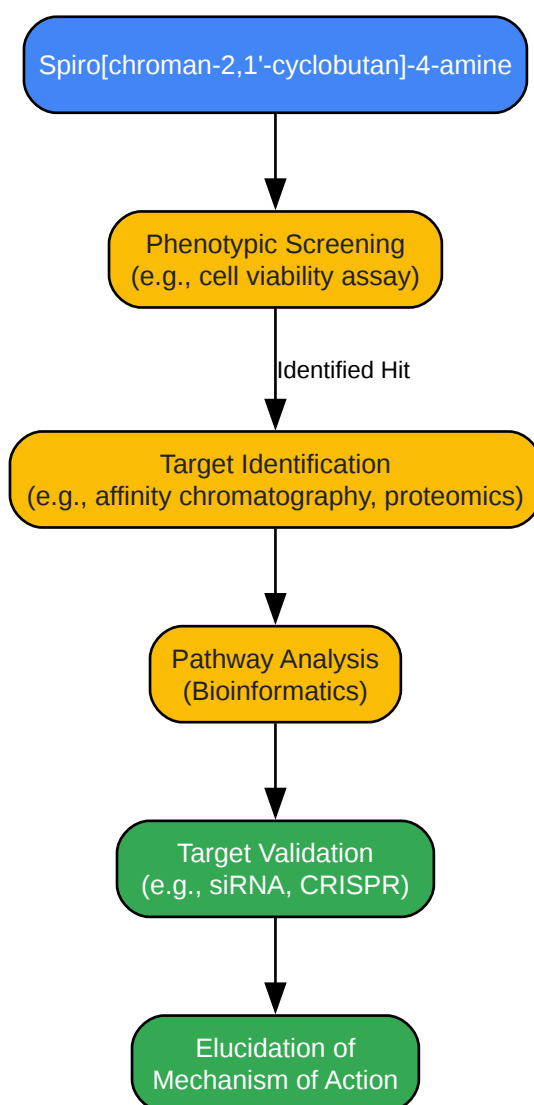 Spiro[chroman-2,1'-cyclobutan]-4-amine
Phenotypic Screening
(e.g., cell viability assay)
Identified Hit
Target Identification
(e.g., affinity chromatography, proteomics)
Pathway Analysis
(Bioinformatics)
Target Validation
(e.g., siRNA, CRISPR)
Elucidation of
Mechanism of Action